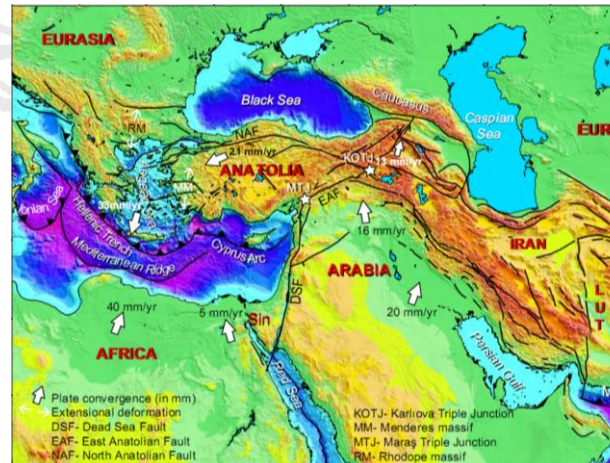 EURASIA
Black Sea
Caucasus
Caspian
Sea
RM
NAF
21 mm/yr
KOTJ
13 mm/yr
ANATOLIA
MM
MTJ
EAF
33mm/yr
Ionian Sea
Hellenic Trench
Mediterranean Ridge
Cyprus Arc
16 mm/yr
IRAN
ARABIA
DSF
LUT
40 mm/yr
5 mm/yr
Sin
20 mm/yr
AFRICA
Red Sea
Persian Gulf
Plate convergence (in mm)
Extensional deformation
DSF- Dead Sea Fault
EAF- East Anatolian Fault
NAF- North Anatolian Fault
KOTJ- Karlıova Triple Junction
MM- Menderes massif
MTJ- Maraş Triple Junction
RM- Rhodope massif